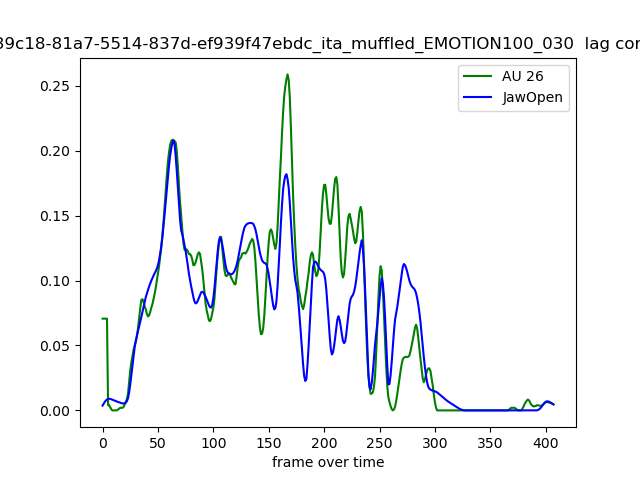 39c18-81a7-5514-837d-ef939f47ebdc_ita_muffled_EMOTION100_030 lag cor
AU 26
JawOpen
0.25
0.20
0.15
0.10
0.05
0.00
0 50 100 150 200 250 300 350 400
frame over time